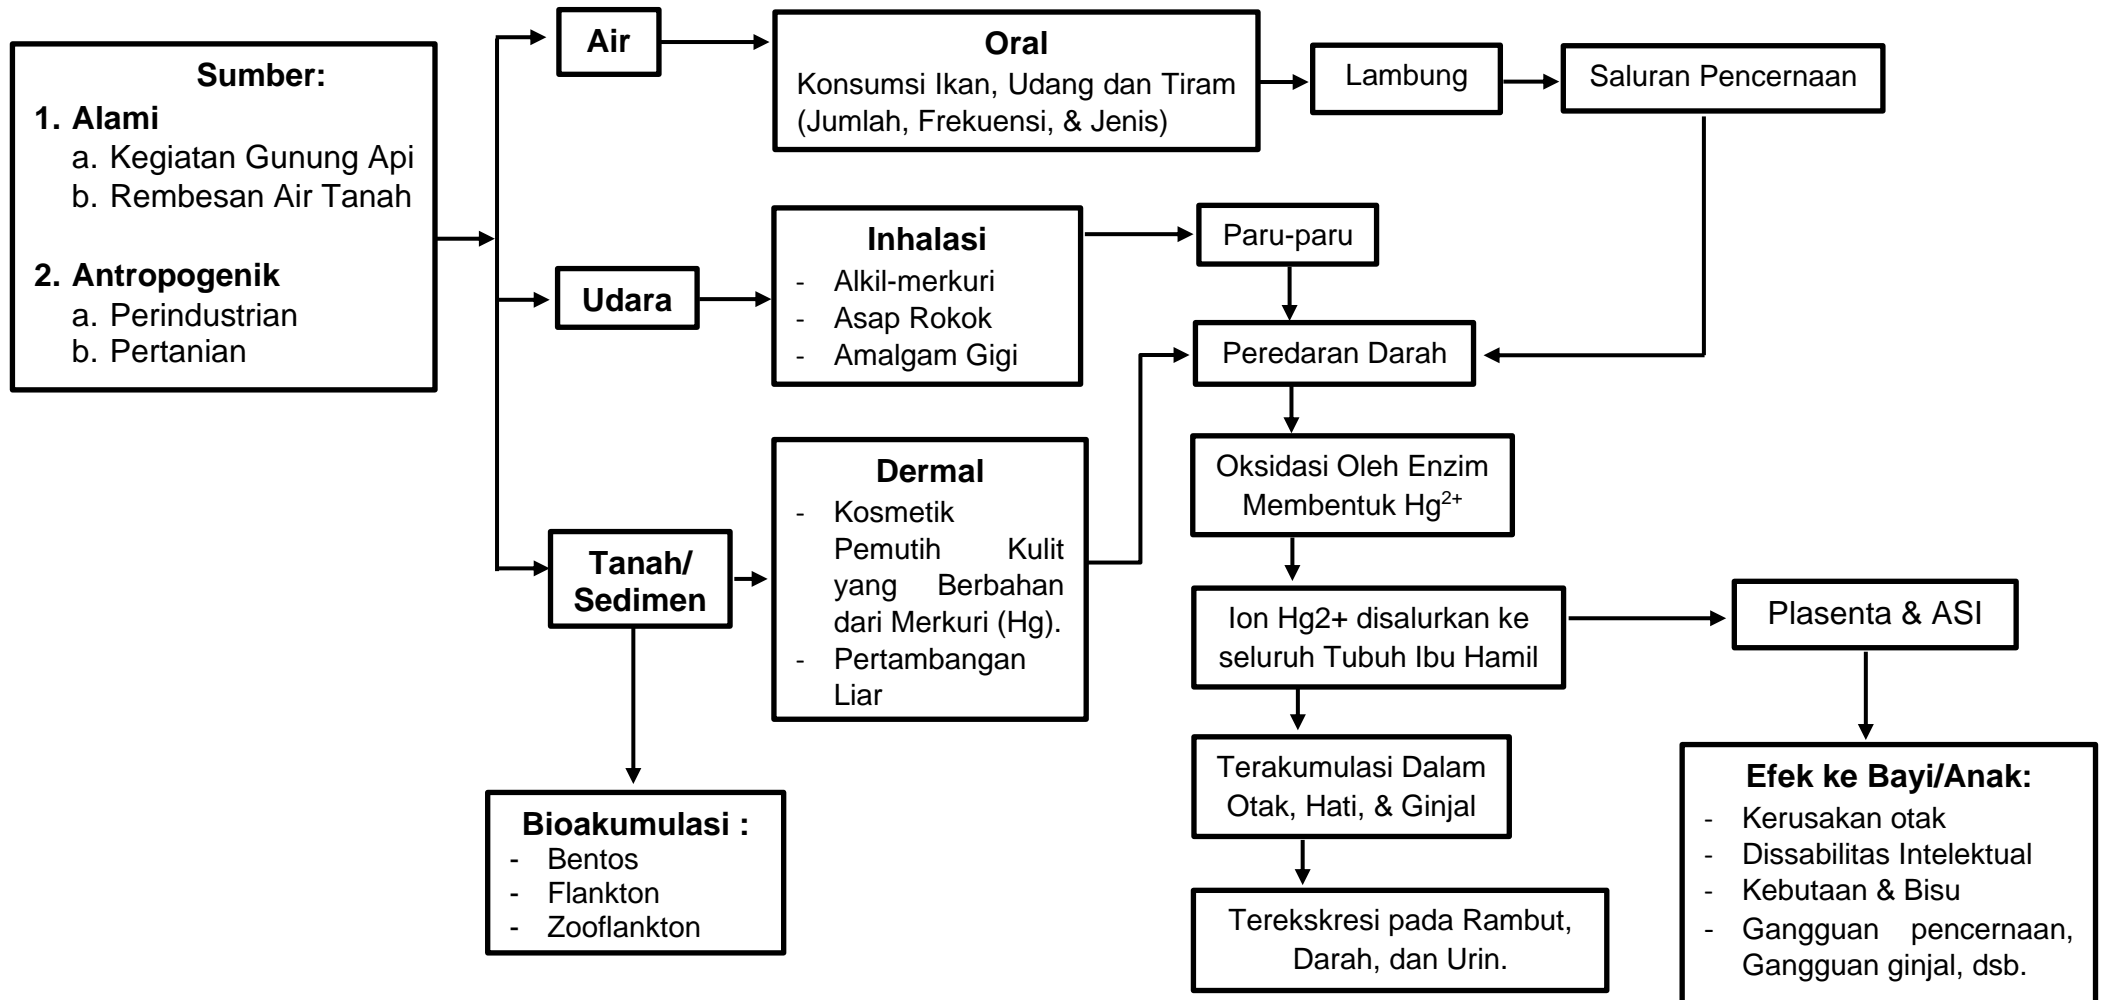 Sumber:
1. Alami
a. Kegiatan Gunung Api
b. Rembesan Air Tanah
2. Antropogenik
a. Perindustrian
b. Pertanian
Air
Oral
Konsumsi Ikan, Udang dan Tiram
(Jumlah, Frekuensi, & Jenis)
Lambung
Saluran Pencernaan
Udara
Inhalasi
- Alkil-merkuri
- Asap Rokok
- Amalgam Gigi
Paru-paru
Peredaran Darah
Tanah/
Sedimen
Dermal
- Kosmetik
Pemutih Kulit
yang Berbahan
dari Merkuri (Hg).
- Pertambangan
Liar
Oksidasi Oleh Enzim
Membentuk Hg²⁺
Ion Hg2+ disalurkan ke
seluruh Tubuh Ibu Hamil
Plasenta & ASI
Bioakumulasi :
- Bentos
- Flankton
- Zooflankton
Terakumulasi Dalam
Otak, Hati, & Ginjal
Terekskresi pada Rambut,
Darah, dan Urin.
Efek ke Bayi/Anak:
- Kerusakan otak
- Dissabilitas Intelektual
- Kebutaan & Bisu
- Gangguan pencernaan,
Gangguan ginjal, dsb.